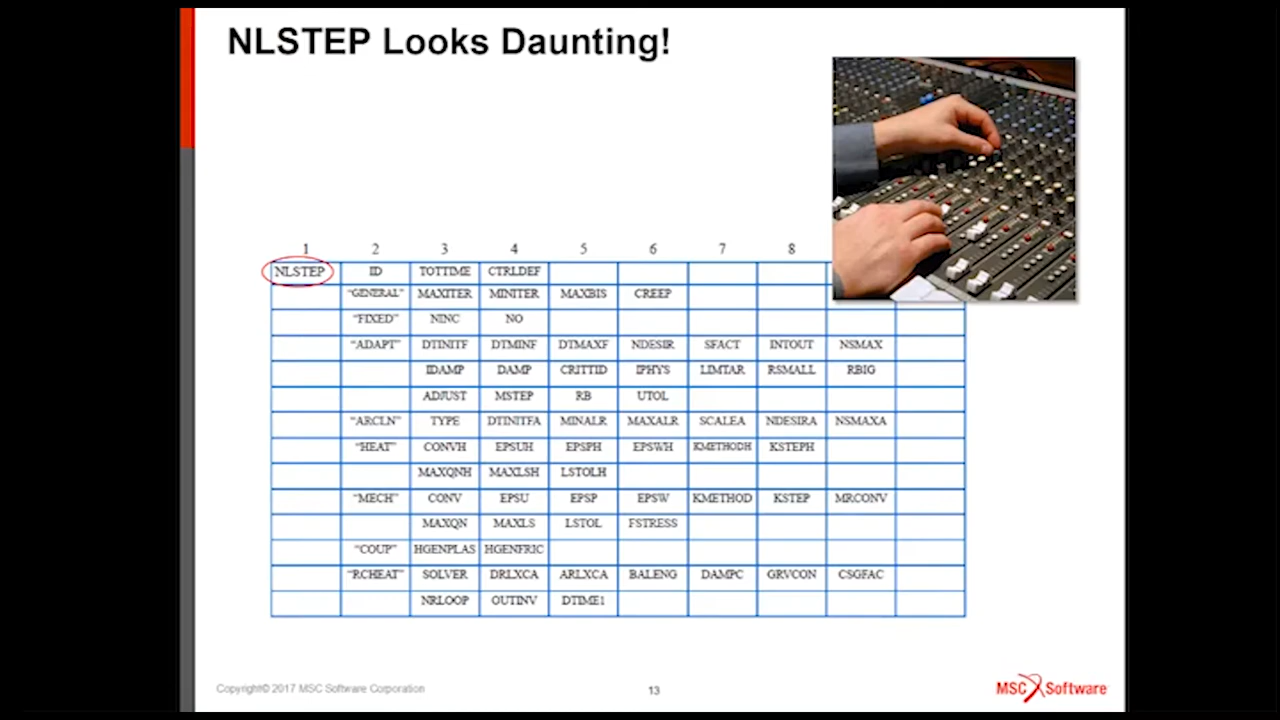 NLSTEP Looks Daunting!
1 2 3 4 5 6 7 8
NLSTEP ID TOTTIME CTRLDEF
"GENERAL" MAXITER MINITER MAXBIS CREEP
"FIXED" NINC NO
"ADAPT" DTINITF DTMINF DTMAXF NDESIR SFACT INTOUT NSMAX
IDAMP DAMP CRITTID IPHYS LIMTAR RSMALL RBIG
ADJUST MSTEP RB UTOL
"ARCLN" TYPE DTINITFA MINALR MAXALR SCALEA NDESIRA NSMAXA
"HEAT" CONVH EPSUH EPSPH EPSWH KMETHODH KSTEPH
MAXQNH MAXLSH LSTOLH
"MECH" CONV EPSU EPSP EPSW KMETHOD KSTEP MRCONV
MAXQN MAXLS LSTOL FSTRESS
"COUP" HGENPLAS HGENFRIC
"RCHEAT" SOLVER DRLXCA ARLXCA BALENG DAMPC GRVCON CSGFAC
NRLOOP OUTINV DTIME1
Copyright© 2017 MSC Software Corporation
13
MSC Software